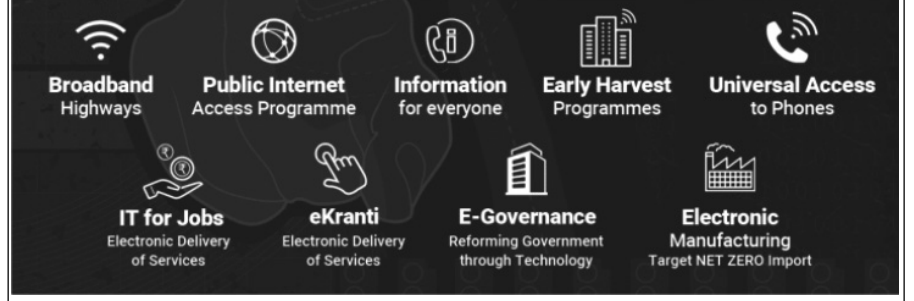 Broadband
Highways
Public Internet
Access Programme
Information
for everyone
Early Harvest
Programmes
Universal Access
to Phones
₹
₹
IT for Jobs
Electronic Delivery
of Services
eKranti
Electronic Delivery
of Services
E-Governance
Reforming Government
through Technology
Electronic
Manufacturing
Target NET ZERO Import